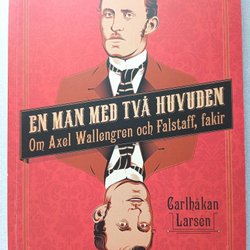 EN MAN MED TVÅ HUVUDEN
Om Axel Wallengren och Falstaff, fakir
Carlhåkan
Larsen